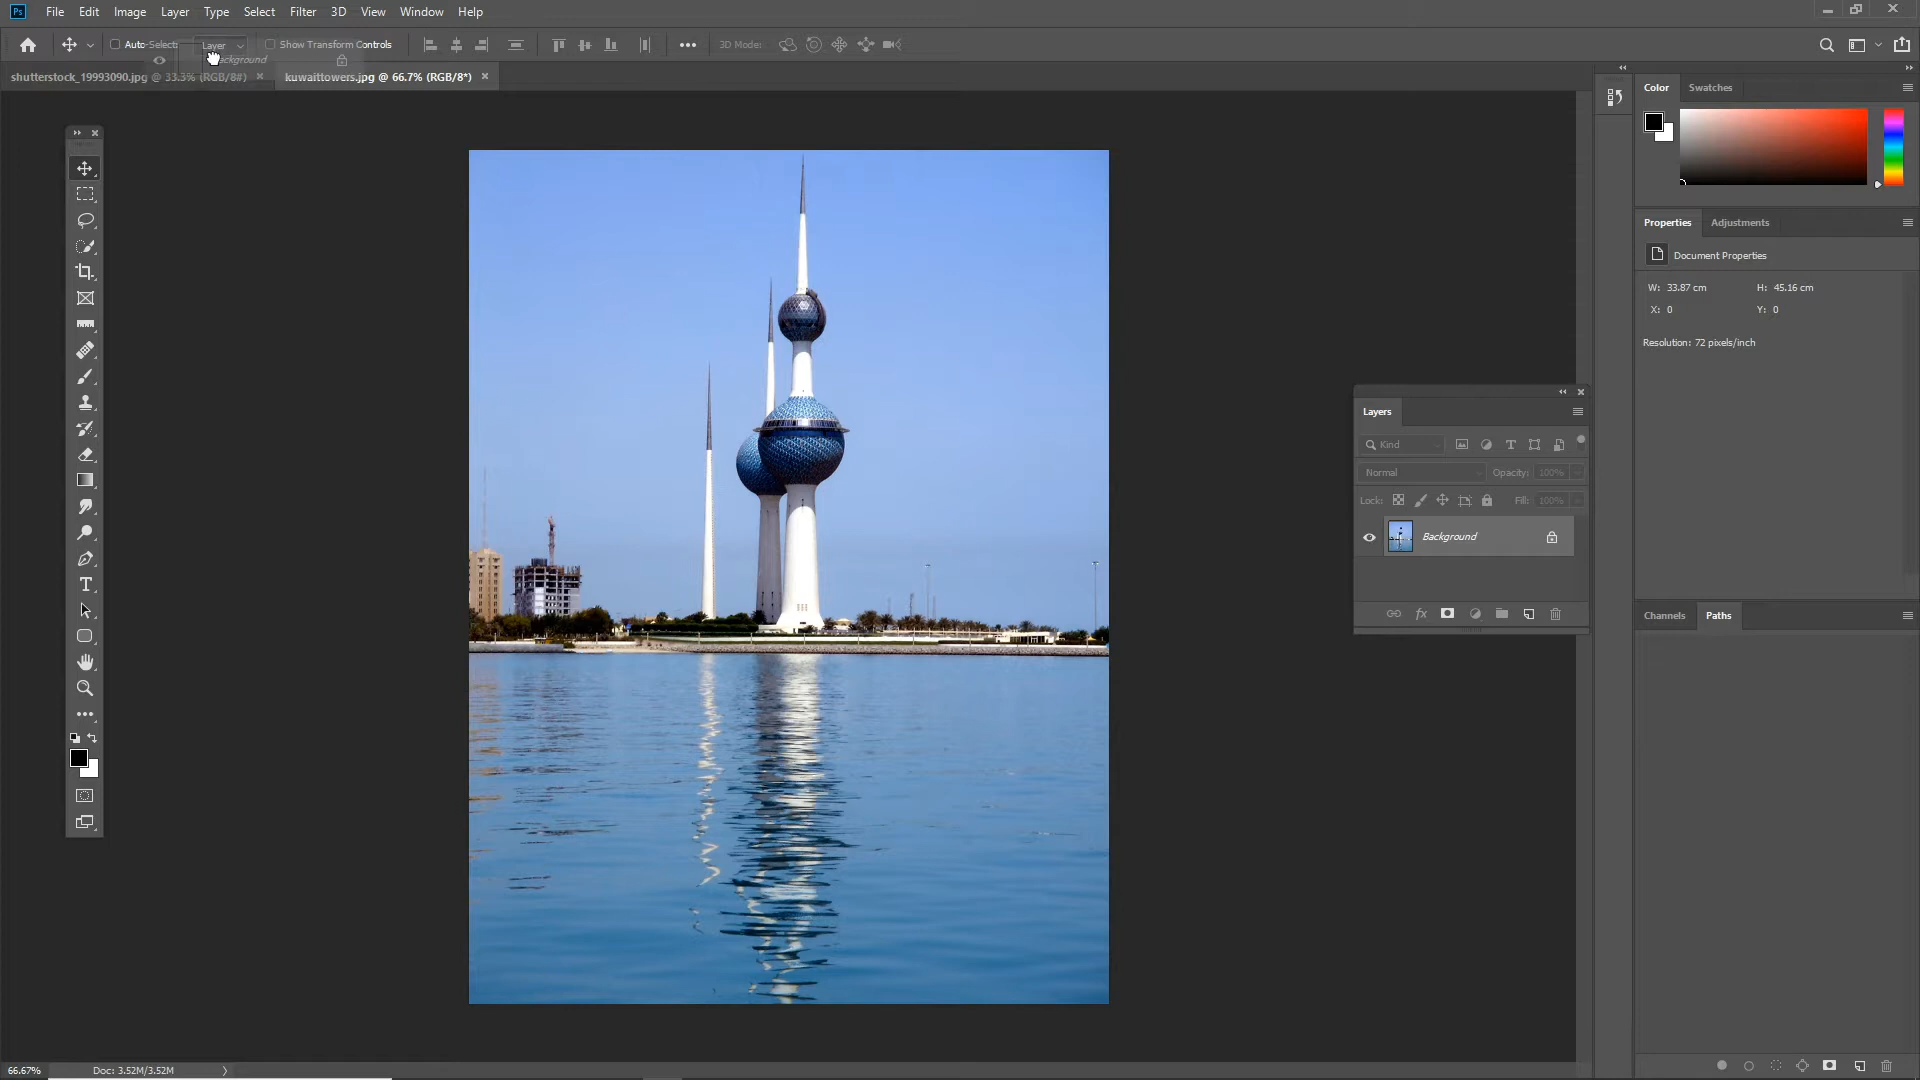 Ps File Edit Image Layer Type Select Filter 3D View Window Help
Auto-Select: Layer Show Transform Controls 3D Mode:
Background
shutterstock_19993090.jpg @ 33.3% (RGB/8#) kuwaittowers.jpg @ 66.7% (RGB/8*)
Color Swatches
Properties Adjustments
Document Properties
W: 33.87 cm H: 45.16 cm
X: 0 Y: 0
Resolution: 72 pixels/inch
Layers
Kind
Normal Opacity: 100%
Lock: Fill: 100%
Background
fx
Channels Paths
66.67% Doc: 3.52M/3.52M